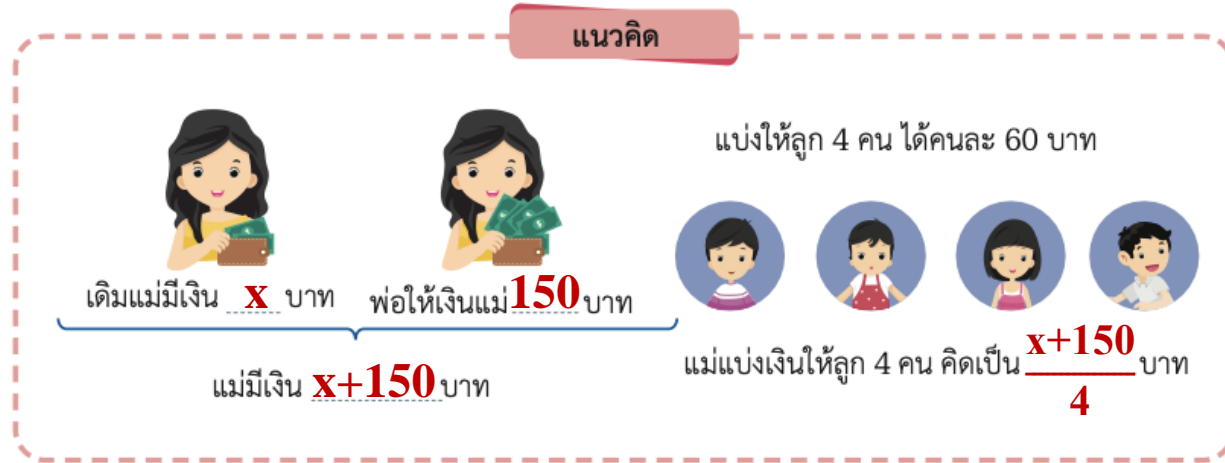 แนวคิด
เดิมแม่มีเงิน x บาท
พ่อให้เงินแม่ 150 บาท
แม่มีเงิน x+150 บาท
แบ่งให้ลูก 4 คน ได้คนละ 60 บาท
แม่แบ่งเงินให้ลูก 4 คน คิดเป็น x+150 บาท
4